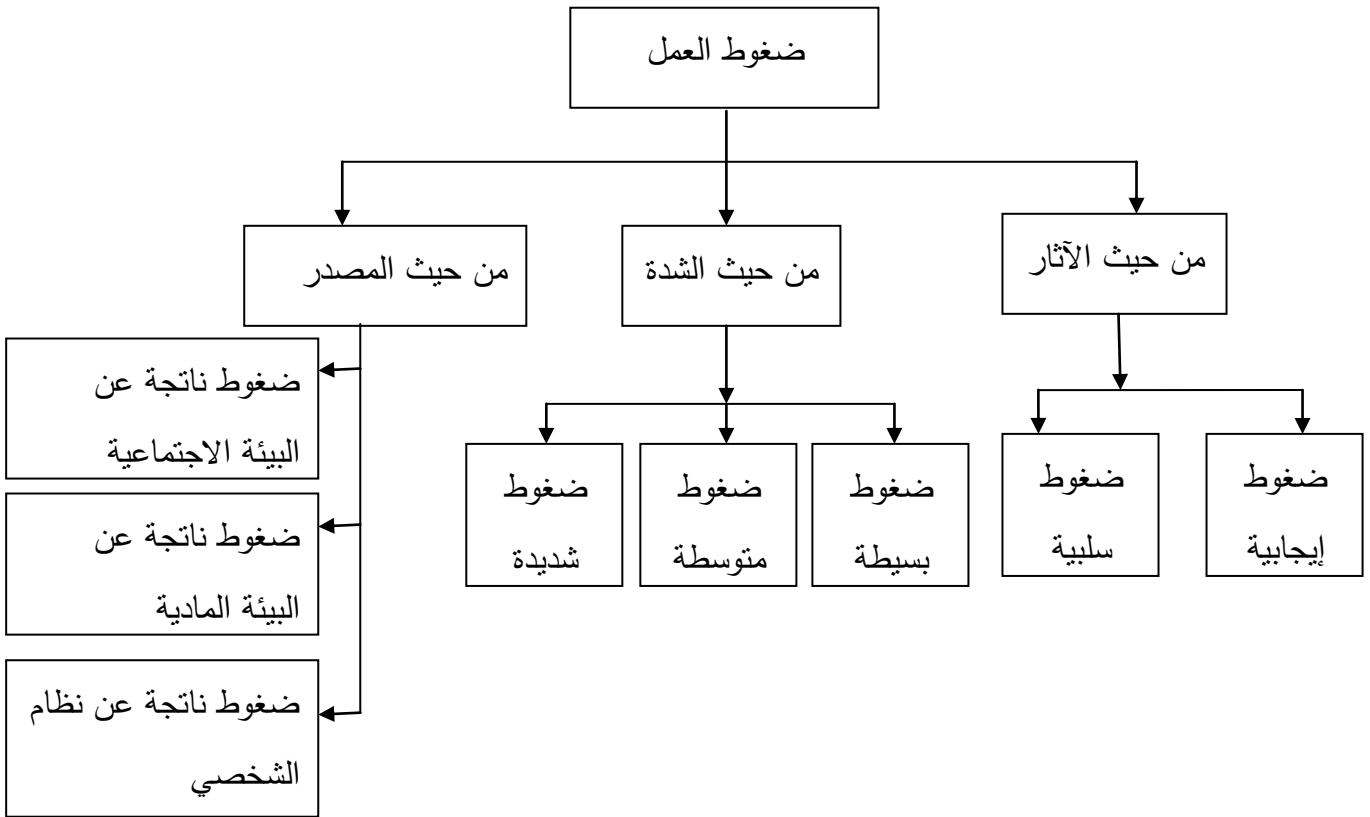 ضغوط العمل
من حيث الآثار
من حيث الشدة
من حيث المصدر
ضغوط
إيجابية
ضغوط
سلبية
ضغوط
بسيطة
ضغوط
متوسطة
ضغوط
شديدة
ضغوط ناتجة عن
البيئة الاجتماعية
ضغوط ناتجة عن
البيئة المادية
ضغوط ناتجة عن نظام
الشخصي